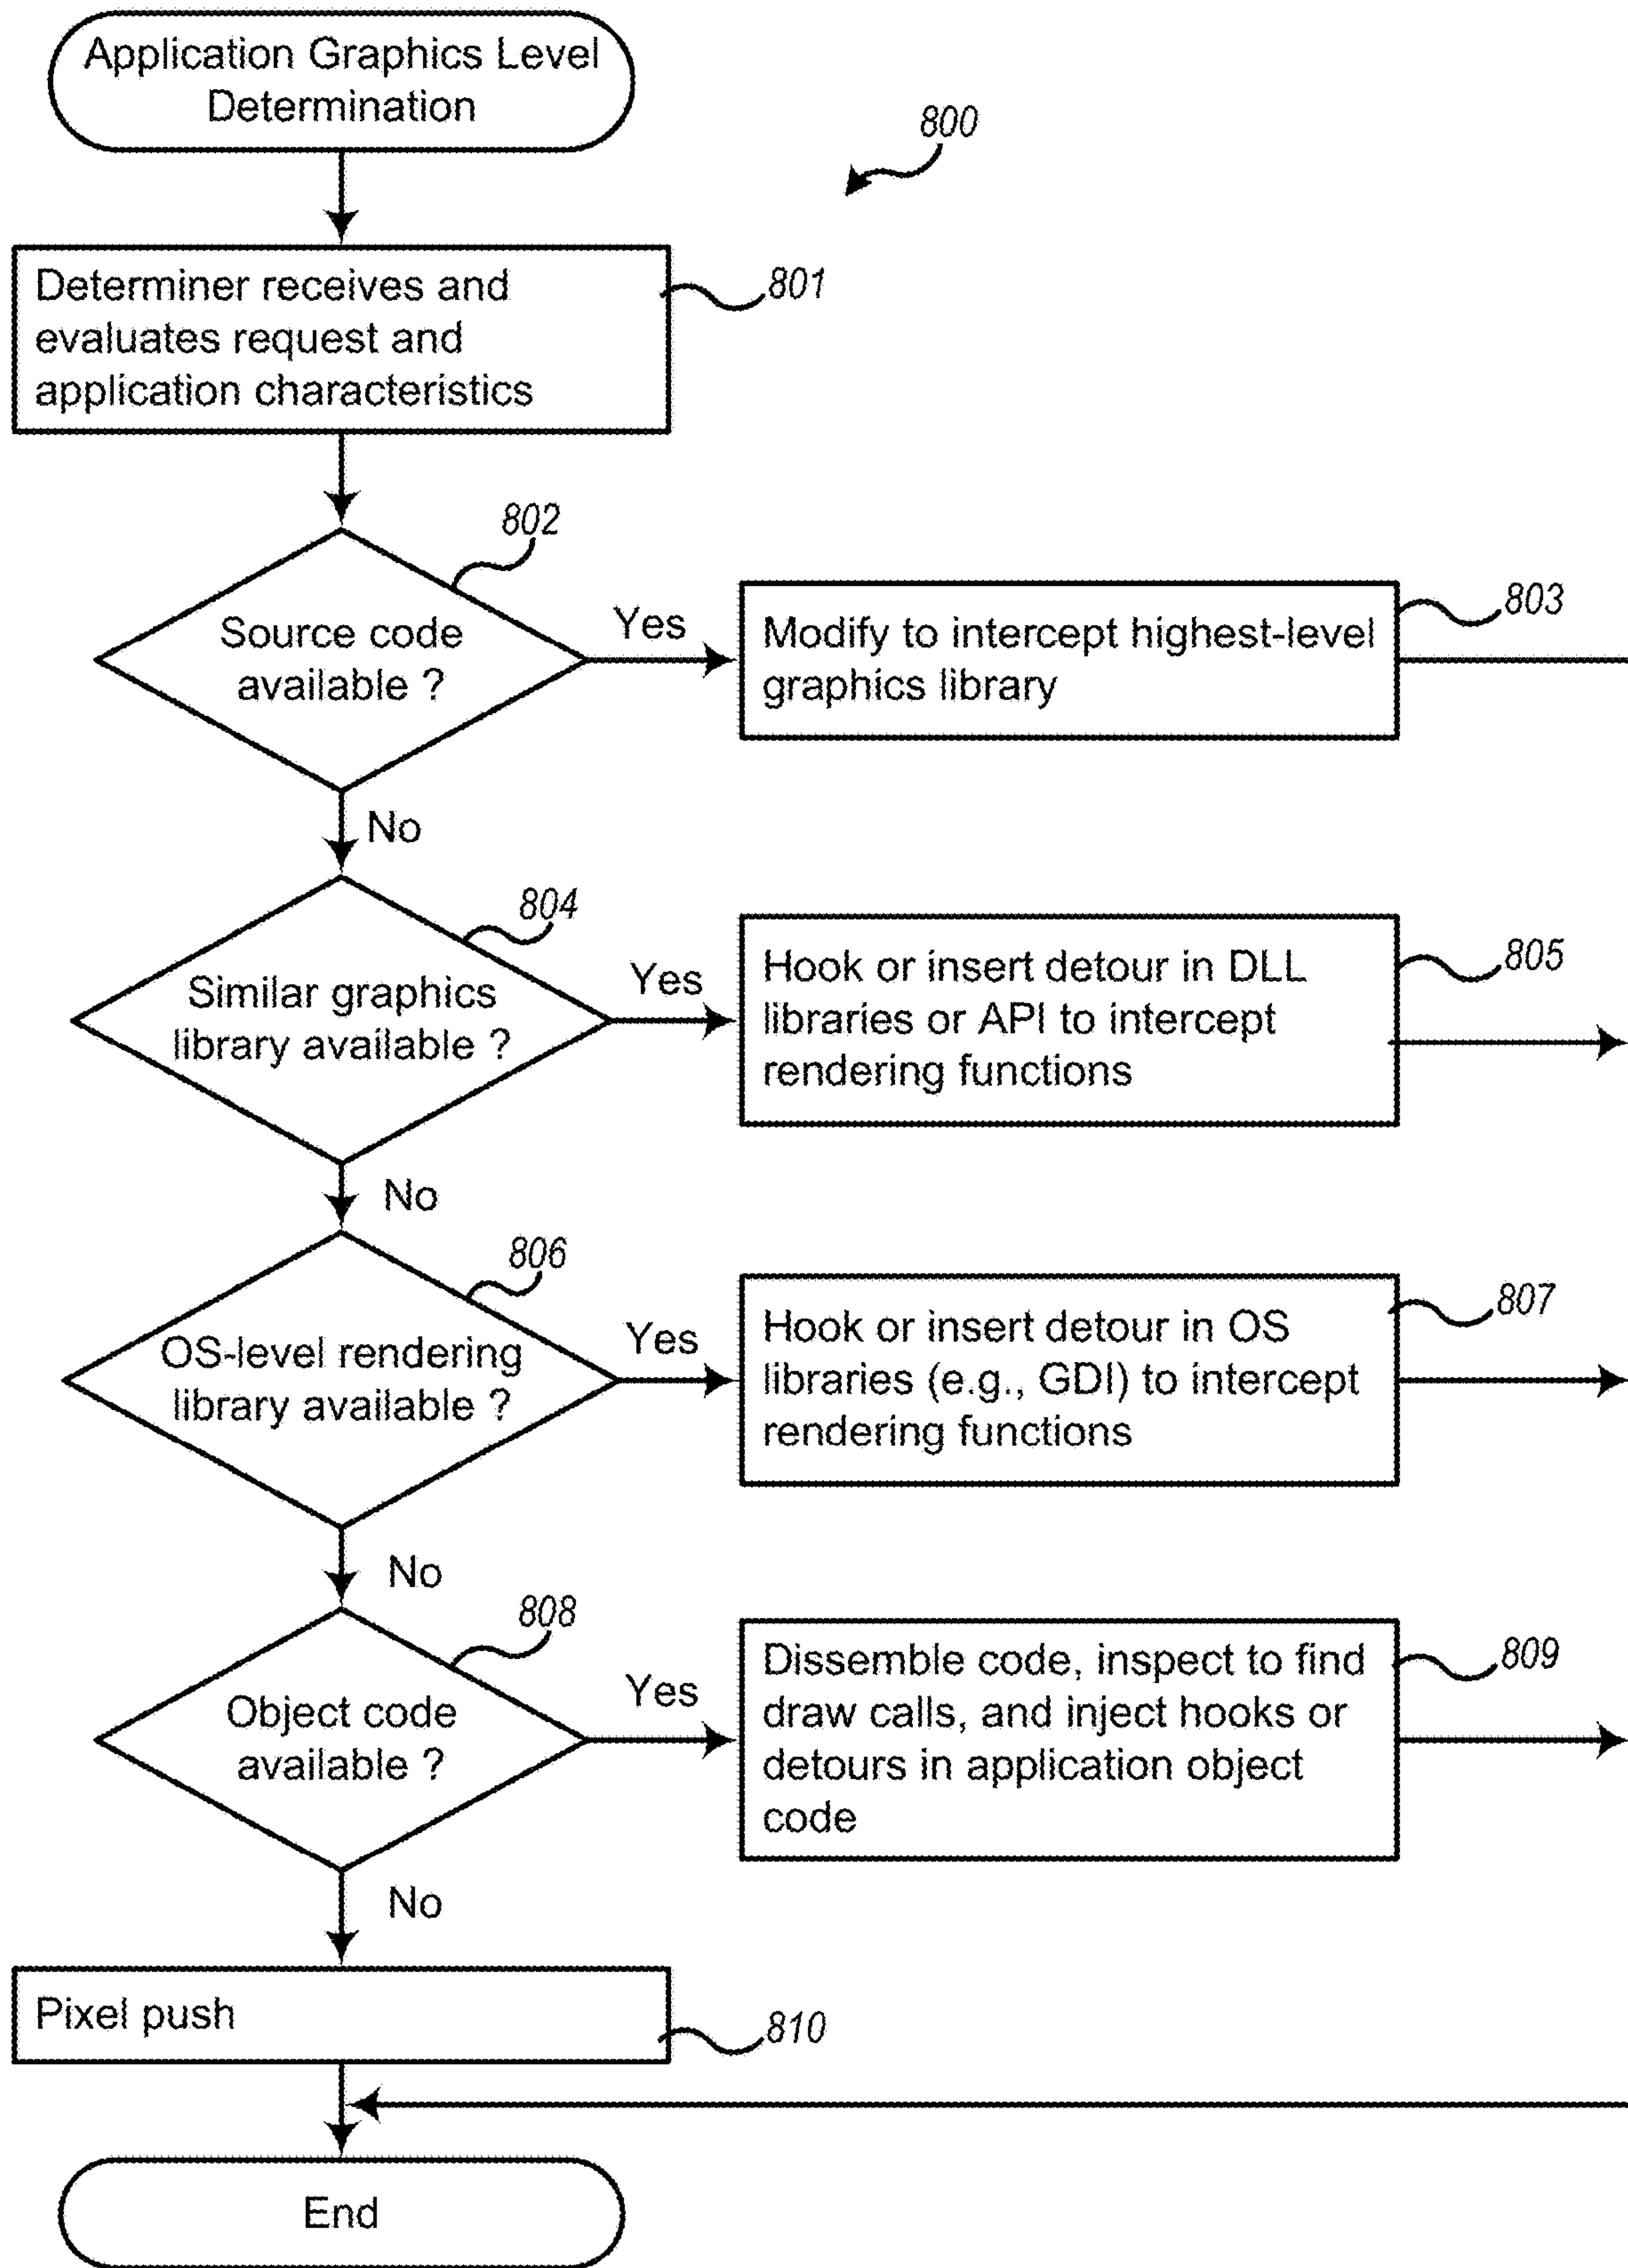 Application Graphics Level
Determination
800
Determiner receives and
evaluates request and
application characteristics
801
802
Source code
available ?
Yes
Modify to intercept highest-level
graphics library
803
No
804
Similar graphics
library available ?
Yes
Hook or insert detour in DLL
libraries or API to intercept
rendering functions
805
No
806
OS-level rendering
library available ?
Yes
Hook or insert detour in OS
libraries (e.g., GDI) to intercept
rendering functions
807
No
808
Object code
available ?
Yes
Dissemble code, inspect to find
draw calls, and inject hooks or
detours in application object
code
809
No
Pixel push
810
End